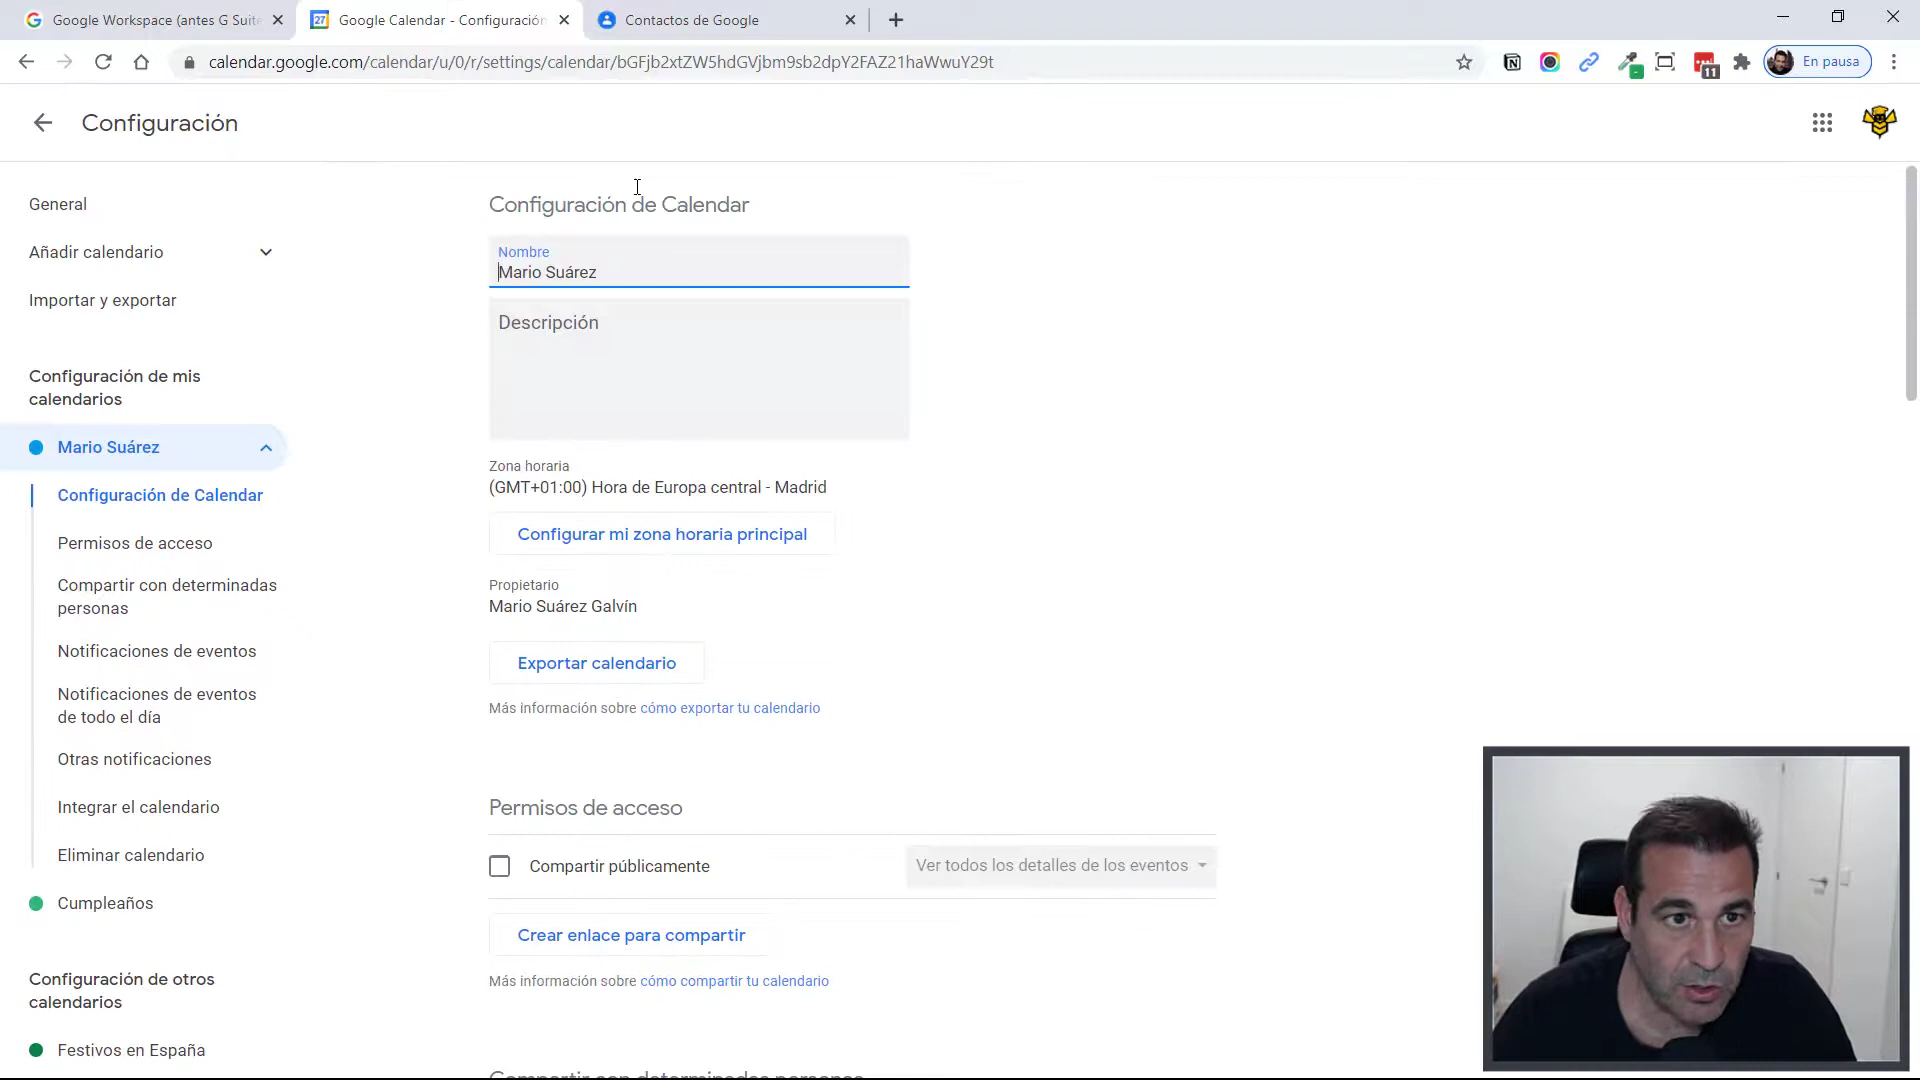 Google Workspace (antes G Suite
Google Calendar - Configuración
Contactos de Google
calendar.google.com/calendar/u/0/r/settings/calendar/bGFjb2xtZW5hdGVjbm9sb2dpY2FAZ21haWwuY29t
11
En pausa
Configuración
General
Añadir calendario
Importar y exportar
Configuración de mis
calendarios
Mario Suárez
Configuración de Calendar
Permisos de acceso
Compartir con determinadas
personas
Notificaciones de eventos
Notificaciones de eventos
de todo el día
Otras notificaciones
Integrar el calendario
Eliminar calendario
Cumpleaños
Configuración de otros
calendarios
Festivos en España
Configuración de Calendar
Nombre
Mario Suárez
Descripción
Zona horaria
(GMT+01:00) Hora de Europa central - Madrid
Configurar mi zona horaria principal
Propietario
Mario Suárez Galvín
Exportar calendario
Más información sobre cómo exportar tu calendario
Permisos de acceso
Compartir públicamente
Ver todos los detalles de los eventos
Crear enlace para compartir
Más información sobre cómo compartir tu calendario
Compartir con determinadas personas